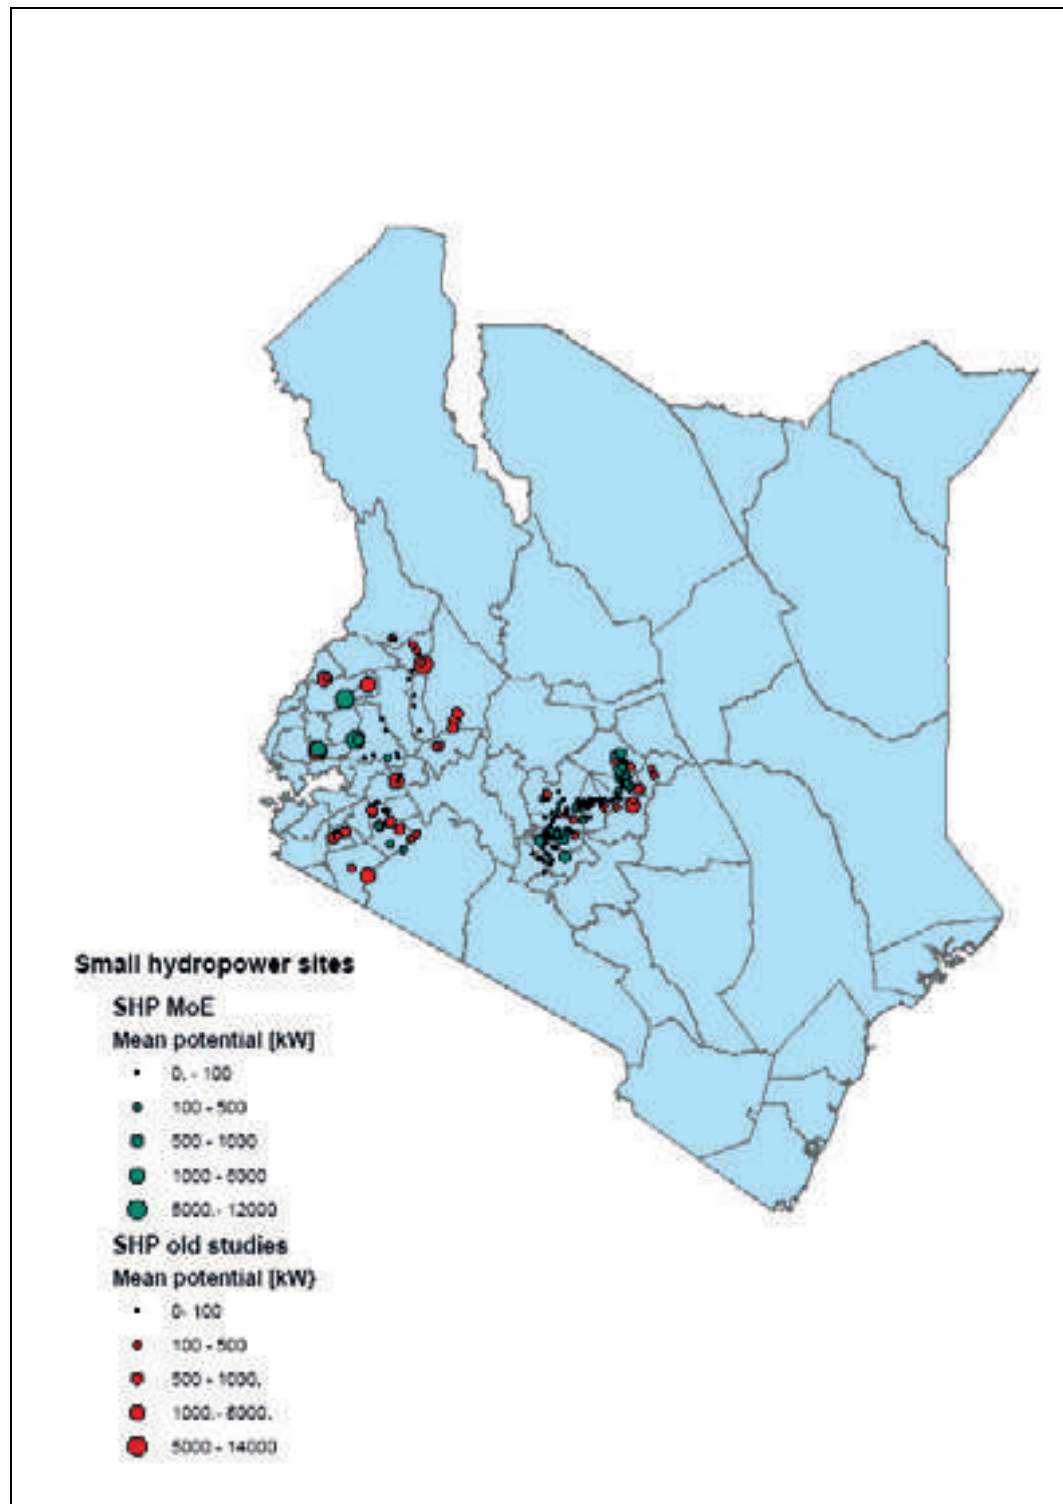 Small hydropower sites
SHP MoE
Mean potential [kW]
0. - 100
100 - 500
500 - 1000
1000 - 5000
5000.- 12000
SHP old studies
Mean potential [kW}
0- 100
100 - 500
500 - 1000.
1000.- 5000.
5000 - 14000